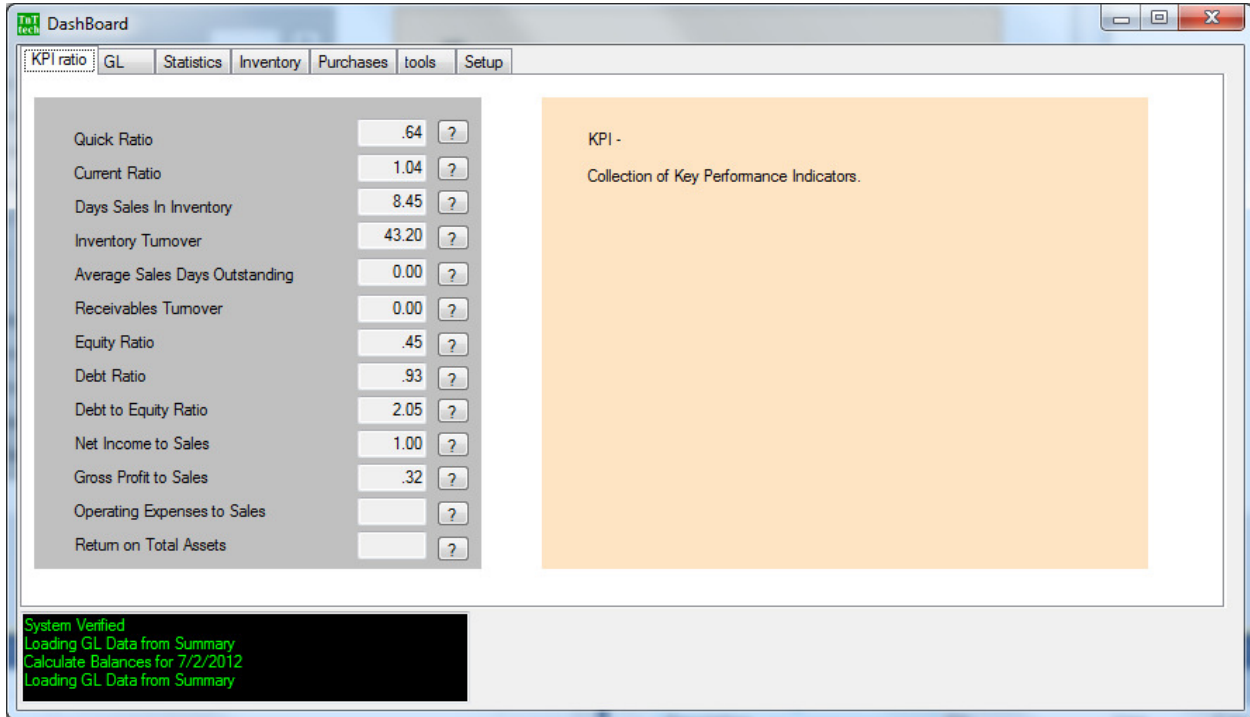 TnT
tech
DashBoard
KPI ratio GL Statistics Inventory Purchases tools Setup
Quick Ratio .64 ?
Current Ratio 1.04 ?
Days Sales In Inventory 8.45 ?
Inventory Turnover 43.20 ?
Average Sales Days Outstanding 0.00 ?
Receivables Turnover 0.00 ?
Equity Ratio .45 ?
Debt Ratio .93 ?
Debt to Equity Ratio 2.05 ?
Net Income to Sales 1.00 ?
Gross Profit to Sales .32 ?
Operating Expenses to Sales ?
Return on Total Assets ?
KPI -
Collection of Key Performance Indicators.
System Verified
Loading GL Data from Summary
Calculate Balances for 7/2/2012
Loading GL Data from Summary